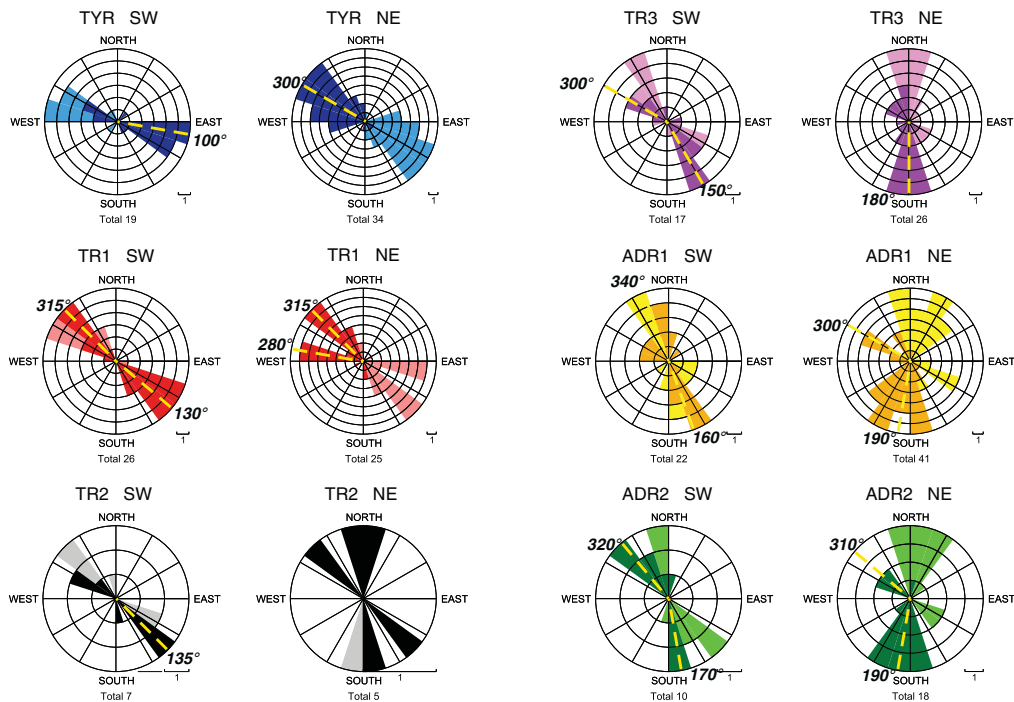 TYR SW
NORTH
WEST
EAST
100°
SOUTH
1
Total 19
TYR NE
NORTH
300°
WEST
EAST
SOUTH
1
Total 34
TR3 SW
NORTH
300°
WEST
EAST
150°
SOUTH
1
Total 17
TR3 NE
NORTH
WEST
EAST
180°
SOUTH
1
Total 26
TR1 SW
NORTH
315°
WEST
EAST
130°
SOUTH
1
Total 26
TR1 NE
NORTH
315°
280°
WEST
EAST
SOUTH
1
Total 25
ADR1 SW
NORTH
340°
WEST
EAST
160°
SOUTH
1
Total 22
ADR1 NE
NORTH
300°
WEST
EAST
190°
SOUTH
1
Total 41
TR2 SW
NORTH
WEST
EAST
135°
SOUTH
1
Total 7
TR2 NE
NORTH
WEST
EAST
SOUTH
1
Total 5
ADR2 SW
NORTH
320°
WEST
EAST
170°
SOUTH
1
Total 10
ADR2 NE
NORTH
310°
WEST
EAST
190°
SOUTH
1
Total 18